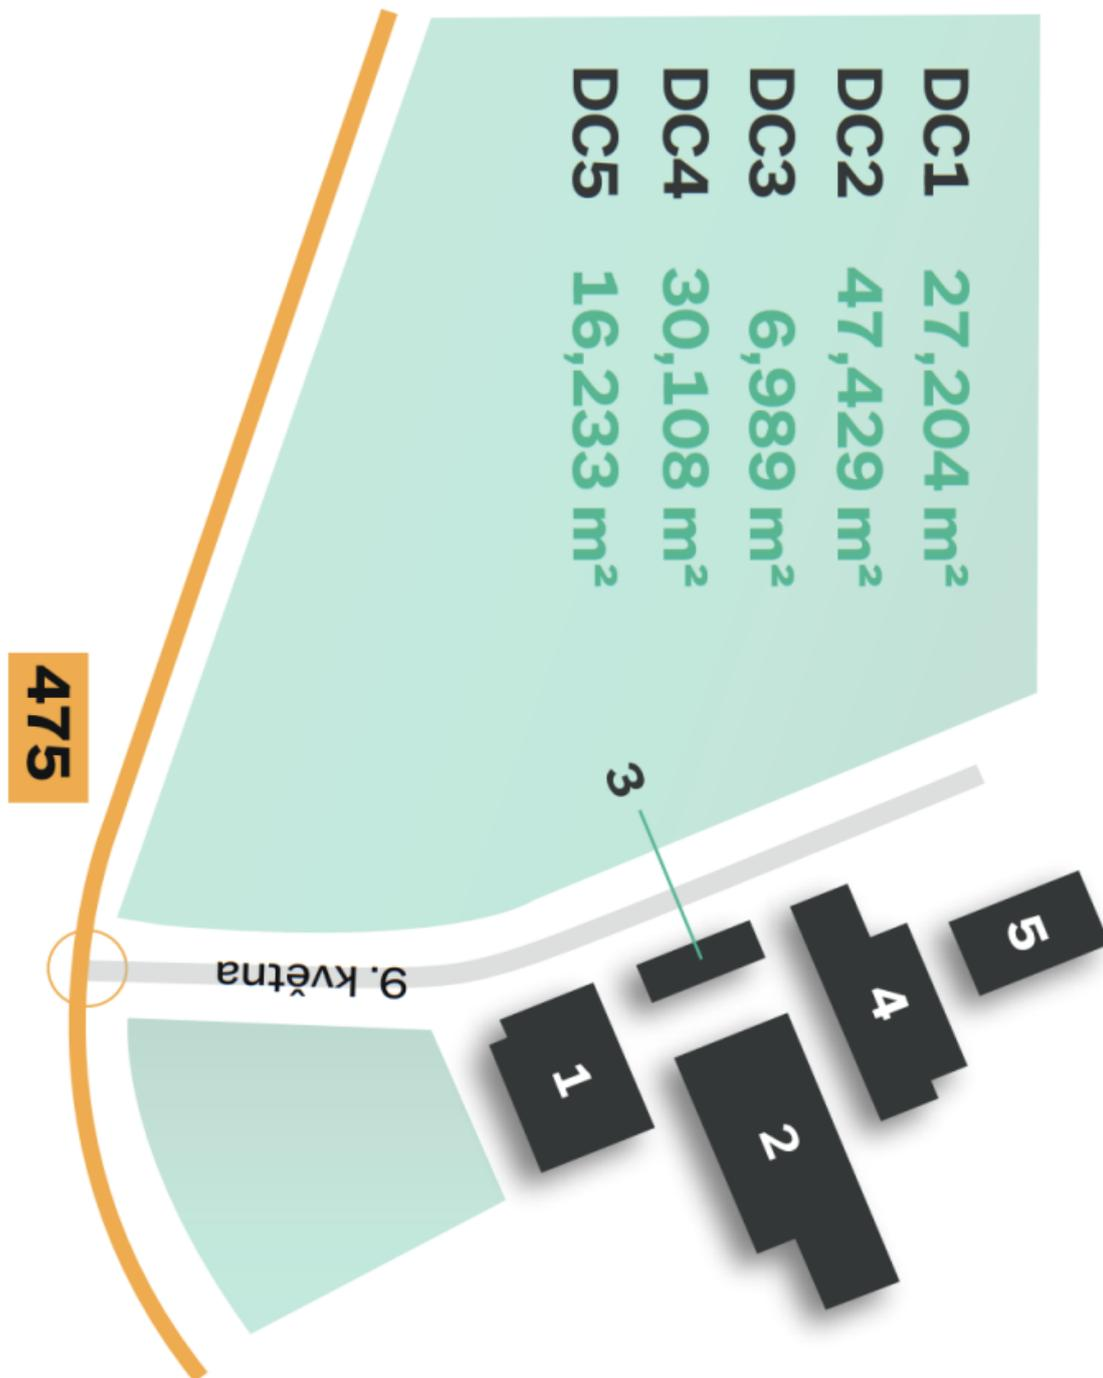 DC1 27,204 m²
DC2 47,429 m²
DC3 6,989 m²
DC4 30,108 m²
DC5 16,233 m²
475
9. května
3
5
4
1
2